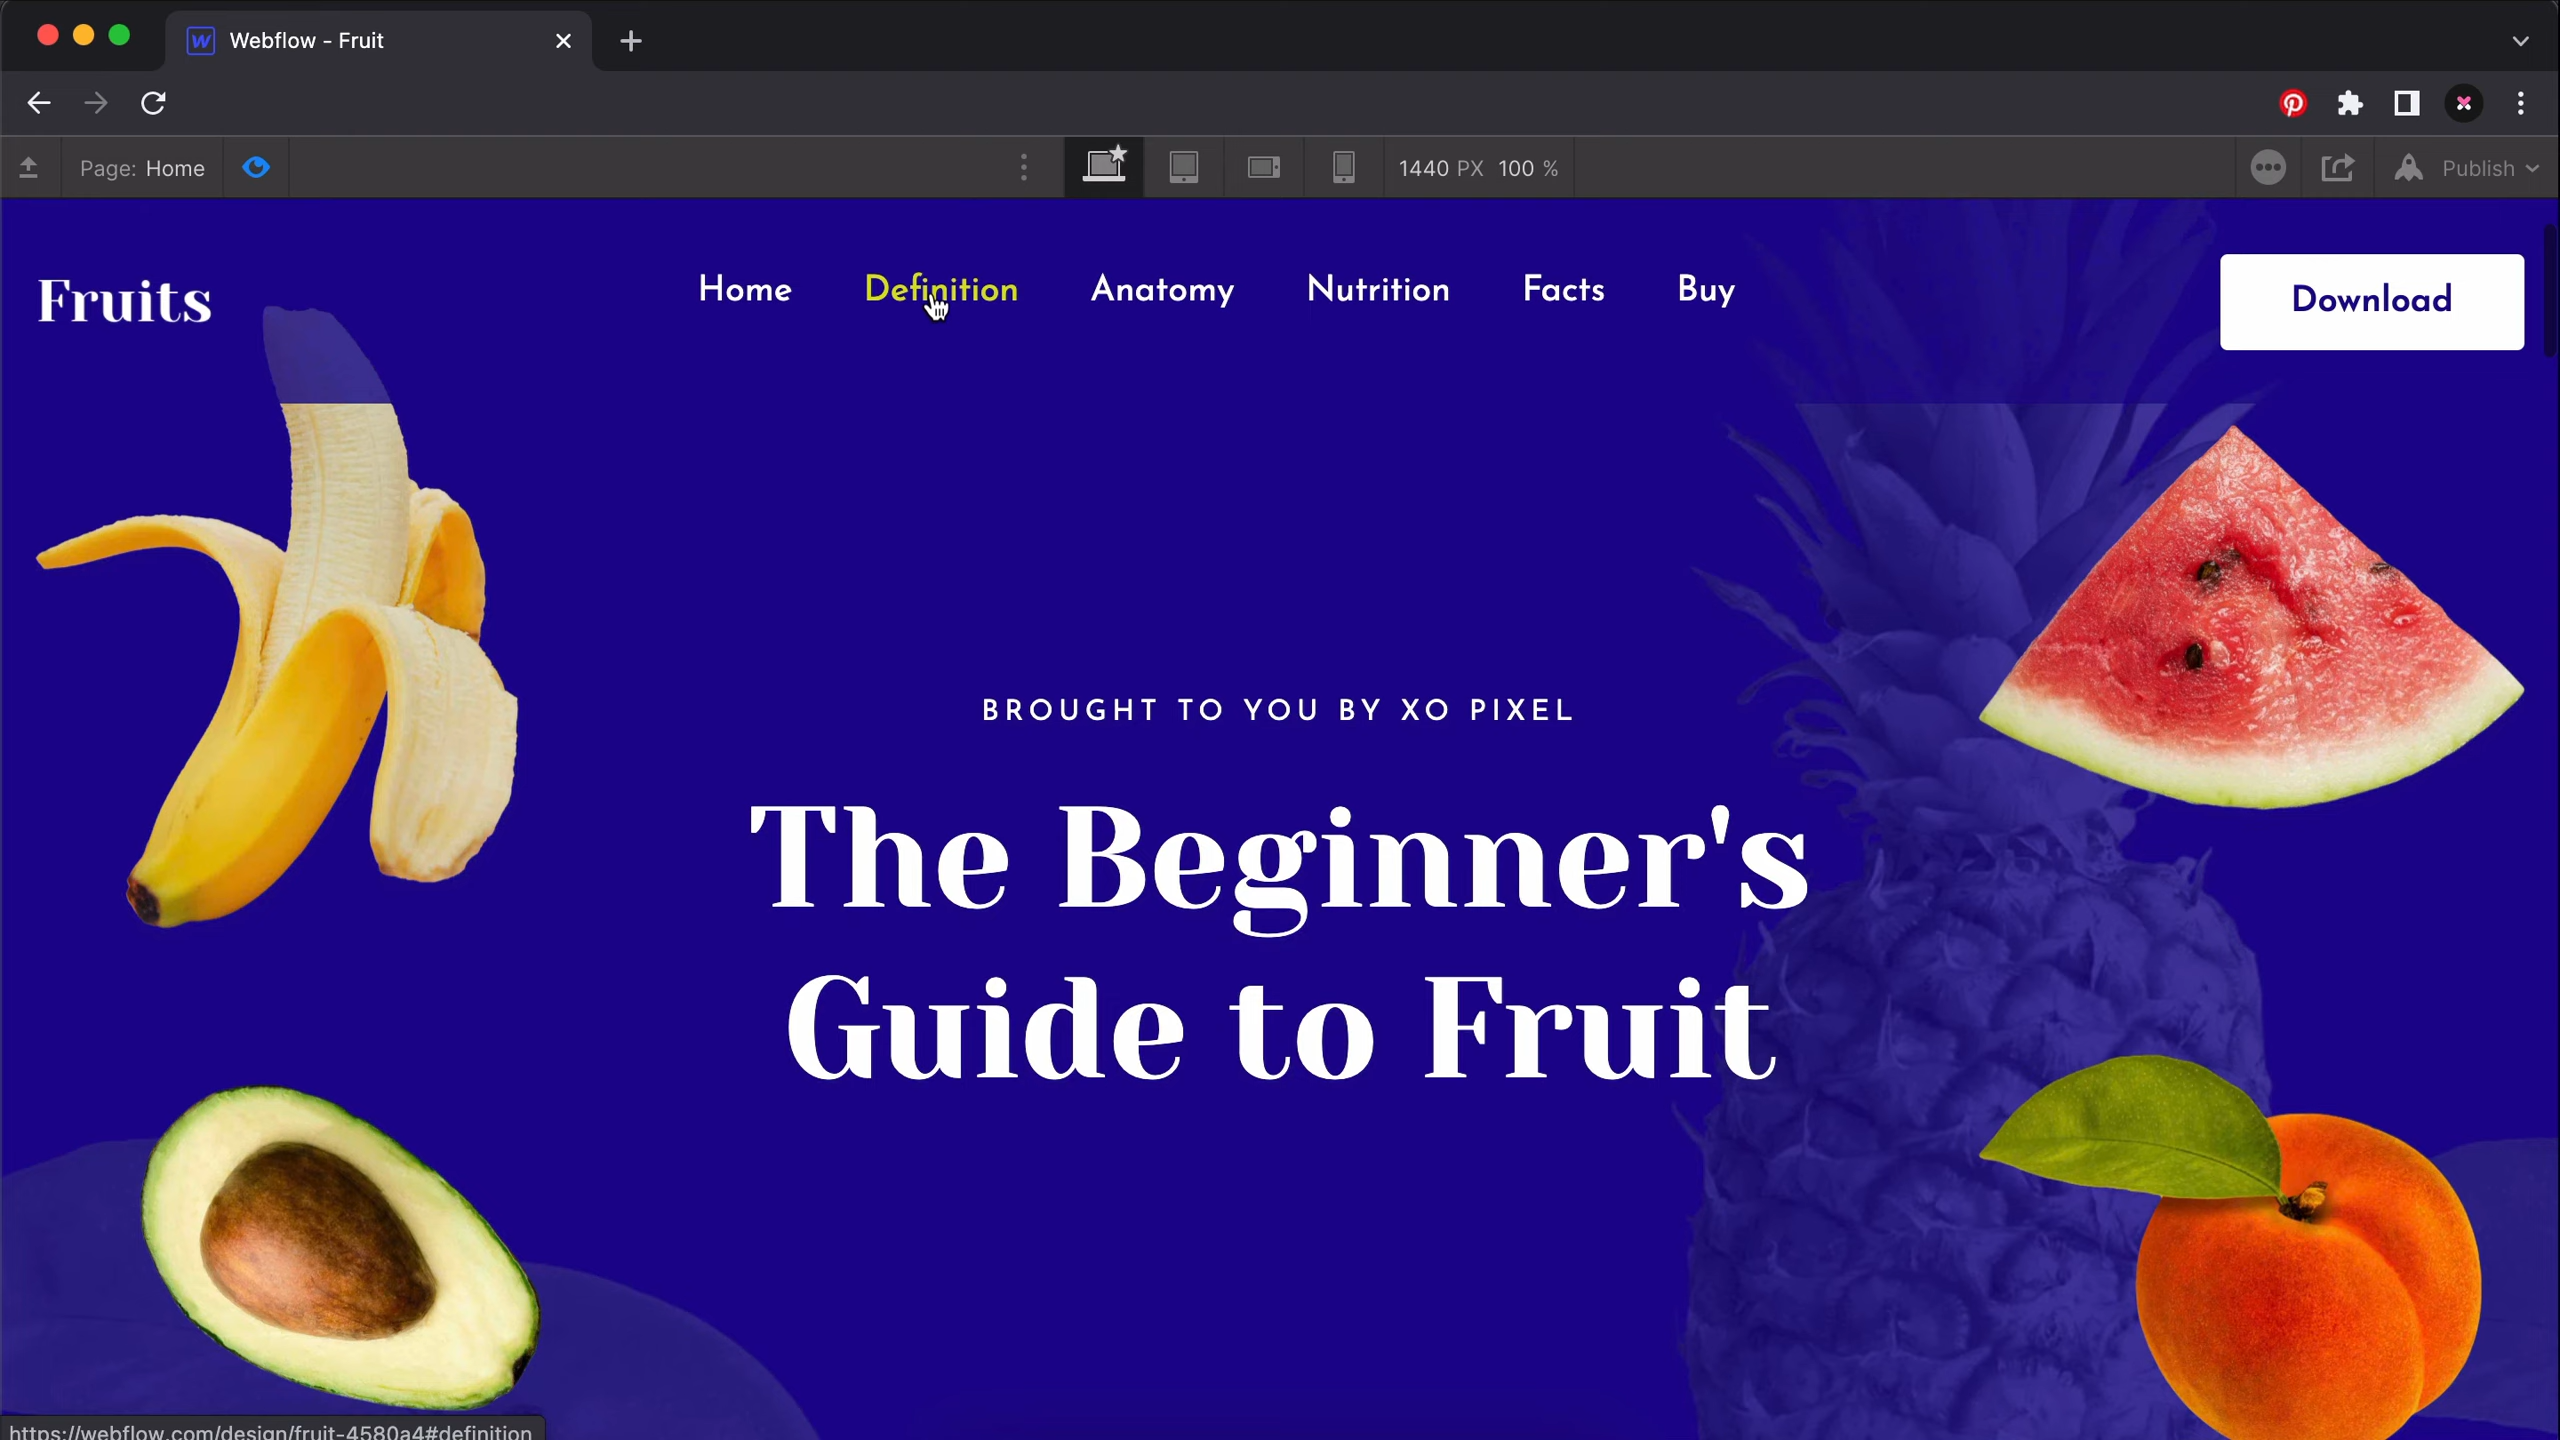 Webflow - Fruit
Page: Home
1440 PX 100 %
Publish
Fruits
Home Definition Anatomy Nutrition Facts Buy
Download
BROUGHT TO YOU BY XO PIXEL
The Beginner's
Guide to Fruit
https://webflow.com/design/fruit-4580a4#definition